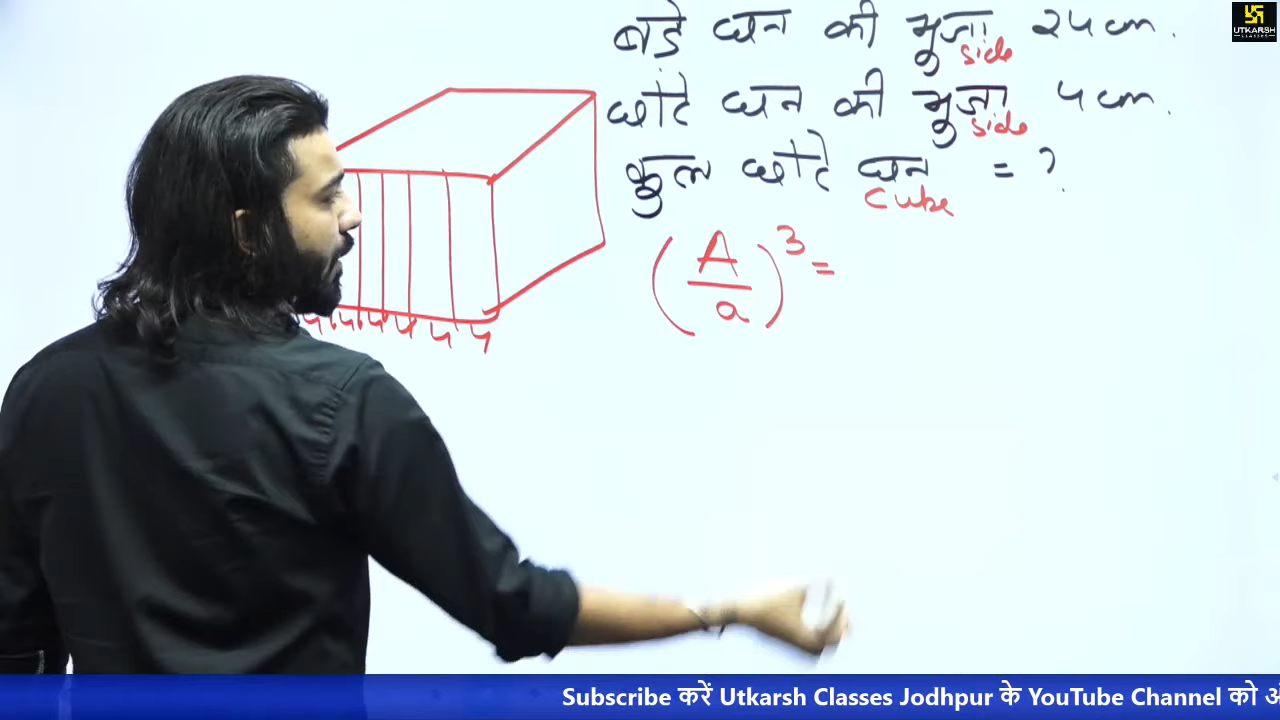 बड़े घन की भुजा 24 cm.
side
छोटे घन की भुजा 4 cm.
side
कुल छोटे घन = ?
cube
(A/a)³ =
4 4 4 4 4 4
UTKARSH
CLASSES
Subscribe करें Utkarsh Classes Jodhpur के YouTube Channel को